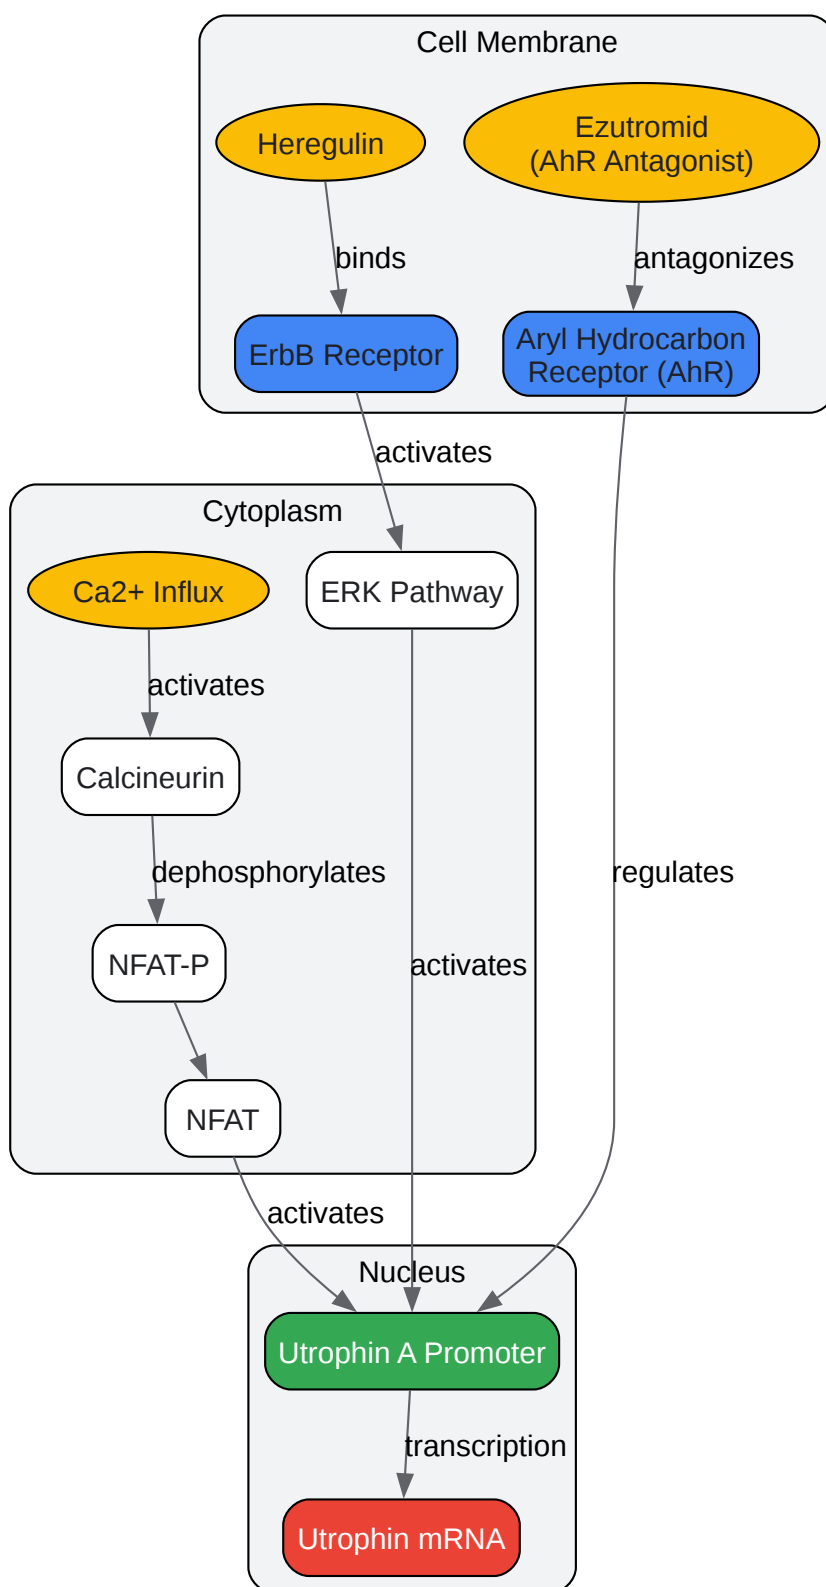 Cell Membrane
Heregulin
Ezutromid
(AhR Antagonist)
binds
antagonizes
ErbB Receptor
Aryl Hydrocarbon
Receptor (AhR)
activates
Cytoplasm
Ca2+ Influx
ERK Pathway
activates
Calcineurin
dephosphorylates
regulates
NFAT-P
activates
NFAT
activates
Nucleus
Utrophin A Promoter
transcription
Utrophin mRNA